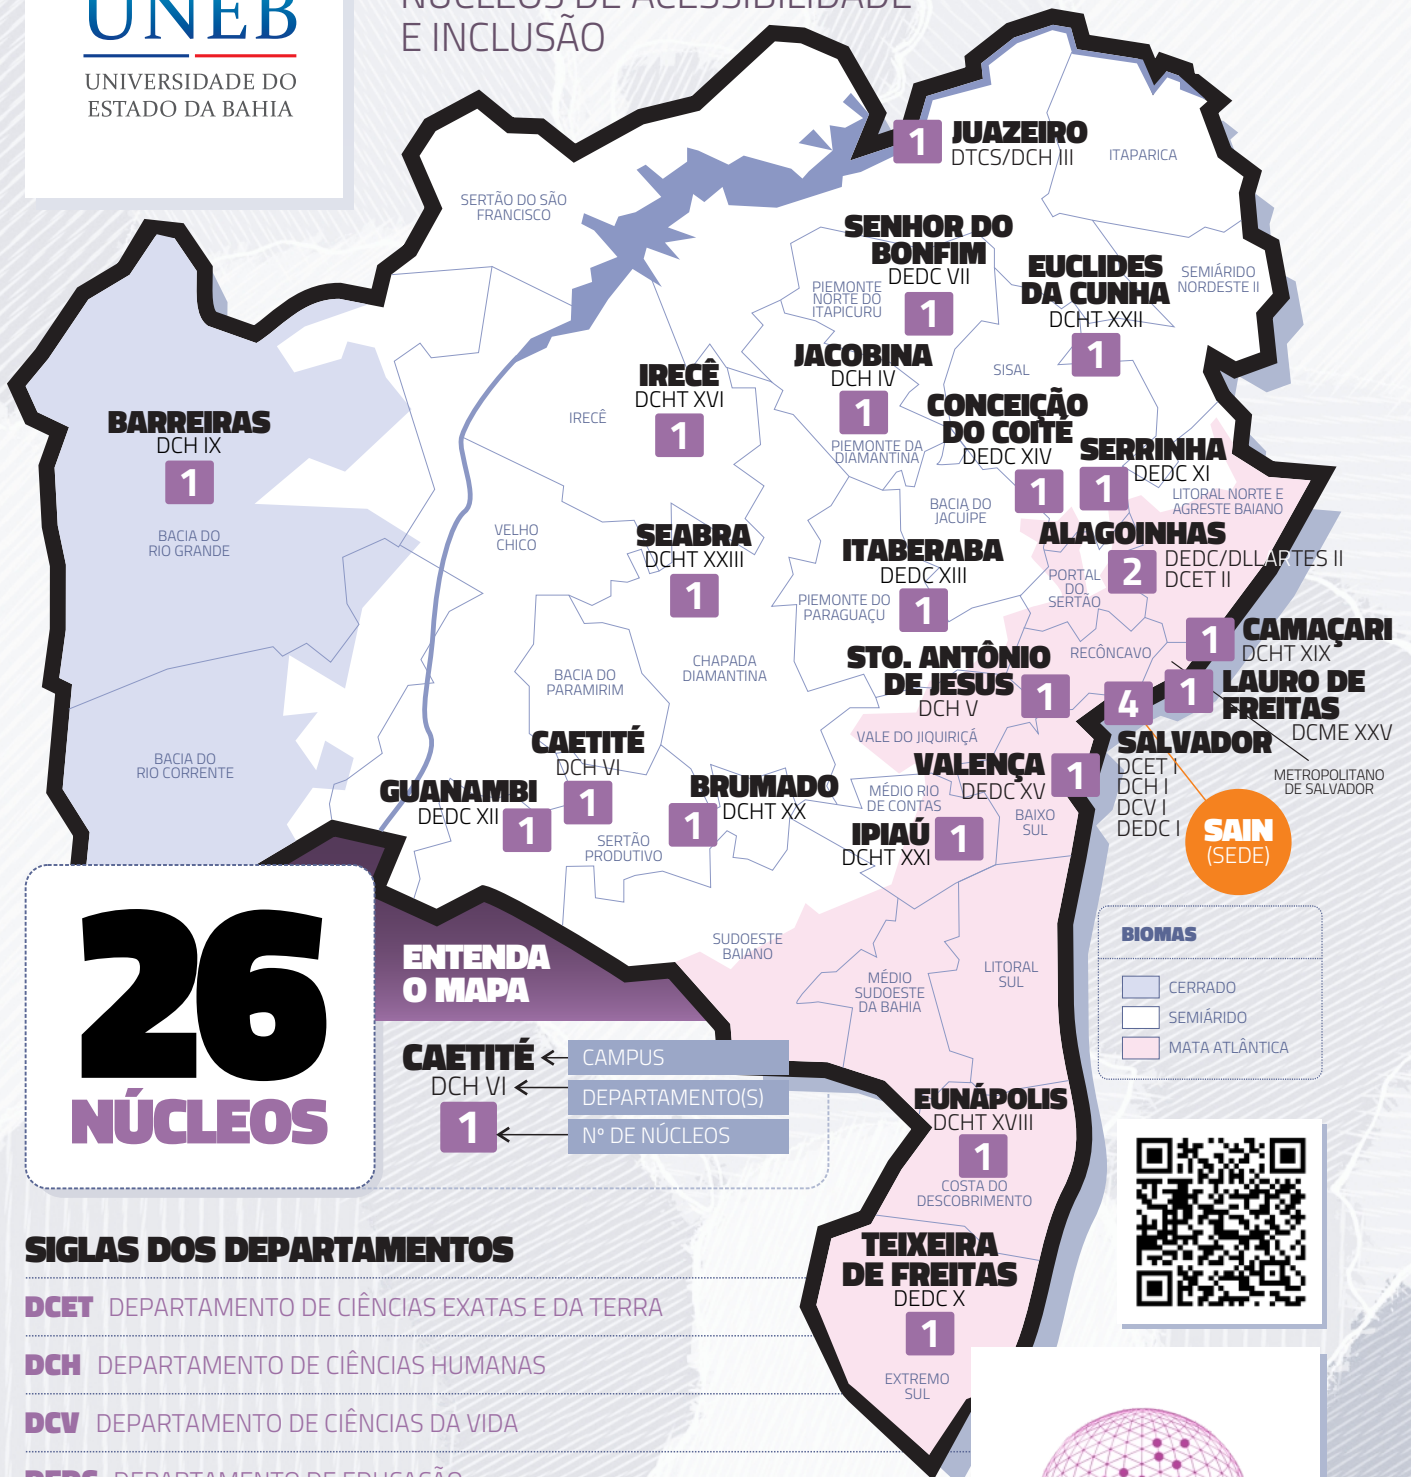 UNEB
UNIVERSIDADE DO
ESTADO DA BAHIA
NÚCLEOS DE ACESSIBILIDADE
E INCLUSÃO
1
JUAZEIRO
DTCS/DCH III
ITAPARICA
SERTÃO DO SÃO
FRANCISCO
SENHOR DO
BONFIM
DEDC VII
1
PIEMONTE
NORTE DO
ITAPICURU
EUCLIDES
DA CUNHA
DCHT XXII
1
SEMIÁRIDO
NORDESTE II
JACOBINA
DCH IV
1
PIEMONTE DA
DIAMANTINA
SISAL
IRECÊ
DCHT XVI
1
IRECÊ
BARREIRAS
DCH IX
1
BACIA DO
RIO GRANDE
CONCEIÇÃO
DO COITÉ
DEDC XIV
1
SERRINHA
DEDC XI
1
LITORAL NORTE E
AGRESTE BAIANO
BACIA DO
JACUÍPE
VELHO
CHICO
SEABRA
DCHT XXIII
1
ITABERABA
DEDC XIII
1
PIEMONTE DO
PARAGUAÇU
ALAGOINHAS
2
DEDC/DLLARTES II
DCET II
PORTAL
DO
SERTÃO
1
CAMAÇARI
DCHT XIX
RECÔNCAVO
STO. ANTÔNIO
DE JESUS
DCH V
1
1
LAURO DE
FREITAS
DCME XXV
4
SALVADOR
DCET I
DCH I
DCV I
DEDC I
METROPOLITANO
DE SALVADOR
SAIN
(SEDE)
CHAPADA
DIAMANTINA
BACIA DO
PARAMIRIM
BACIA DO
RIO CORRENTE
VALE DO JIQUIRIÇÁ
CAETITÉ
DCH VI
1
GUANAMBI
DEDC XII
1
SERTÃO
PRODUTIVO
BRUMADO
DCHT XX
1
VALENÇA
DEDC XV
1
MÉDIO RIO
DE CONTAS
BAIXO
SUL
IPIAÚ
DCHT XXI
1
SUDOESTE
BAIANO
MÉDIO
SUDOESTE
DA BAHIA
LITORAL
SUL
BIOMAS
CERRADO
SEMIÁRIDO
MATA ATLÂNTICA
26
NÚCLEOS
ENTENDA
O MAPA
CAETITÉ
CAMPUS
DCH VI
DEPARTAMENTO(S)
1
Nº DE NÚCLEOS
EUNÁPOLIS
DCHT XVIII
1
COSTA DO
DESCOBRIMENTO
TEIXEIRA
DE FREITAS
DEDC X
1
EXTREMO
SUL
SIGLAS DOS DEPARTAMENTOS
DCET DEPARTAMENTO DE CIÊNCIAS EXATAS E DA TERRA
DCH DEPARTAMENTO DE CIÊNCIAS HUMANAS
DCV DEPARTAMENTO DE CIÊNCIAS DA VIDA
DEDC DEPARTAMENTO DE EDUCAÇÃO